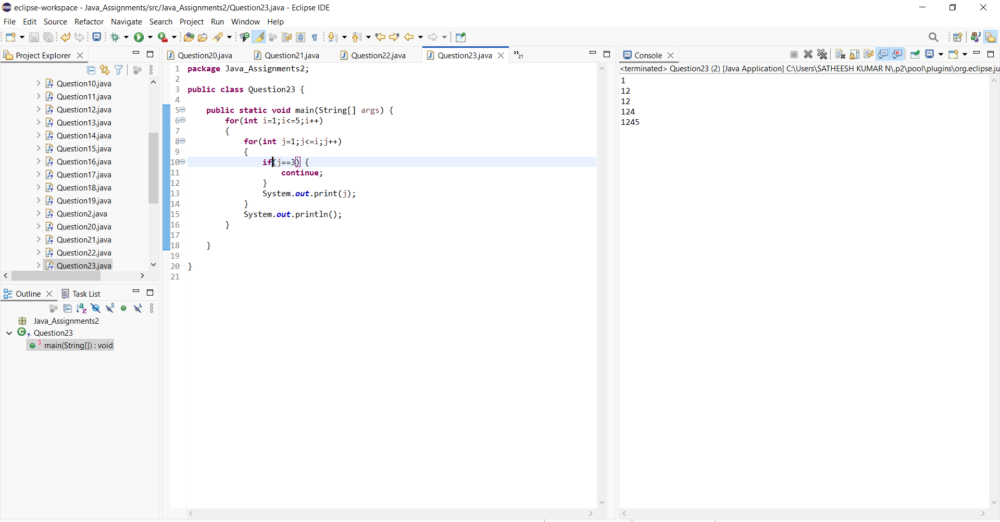 eclipse-workspace - Java_Assignments/src/Java_Assignments2/Question23.java - Eclipse IDE
File Edit Source Refactor Navigate Search Project Run Window Help
Project Explorer
Question10.java
Question11.java
Question12.java
Question13.java
Question14.java
Question15.java
Question16.java
Question17.java
Question18.java
Question19.java
Question2.java
Question20.java
Question21.java
Question22.java
Question23.java
Outline Task List
Java_Assignments2
Question23
main(String[]) : void
Question20.java Question21.java Question22.java Question23.java »21
1 package Java_Assignments2;
2
3 public class Question23 {
4
5 public static void main(String[] args) {
6 for(int i=1;i<=5;i++)
7 {
8 for(int j=1;j<=i;j++)
9 {
10 if(j==3) {
11 continue;
12 }
13 System.out.print(j);
14 }
15 System.out.println();
16 }
17
18 }
19
20 }
21
Console
<terminated> Question23 (2) [Java Application] C:\Users\SATHEESH KUMAR N\.p2\pool\plugins\org.eclipse.ju
1
12
12
124
1245